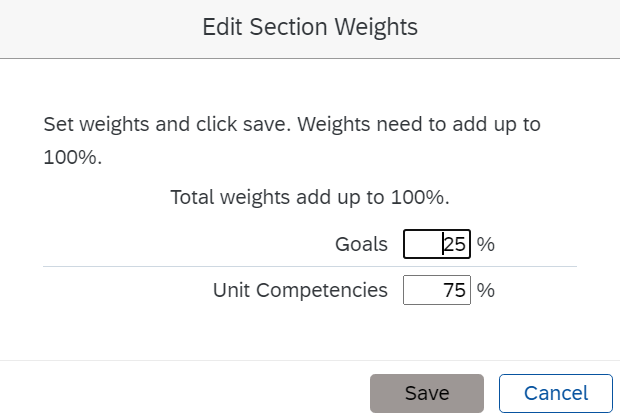 Edit Section Weights
Set weights and click save. Weights need to add up to
100%.
Total weights add up to 100%.
Goals 25 %
Unit Competencies 75 %
Save Cancel